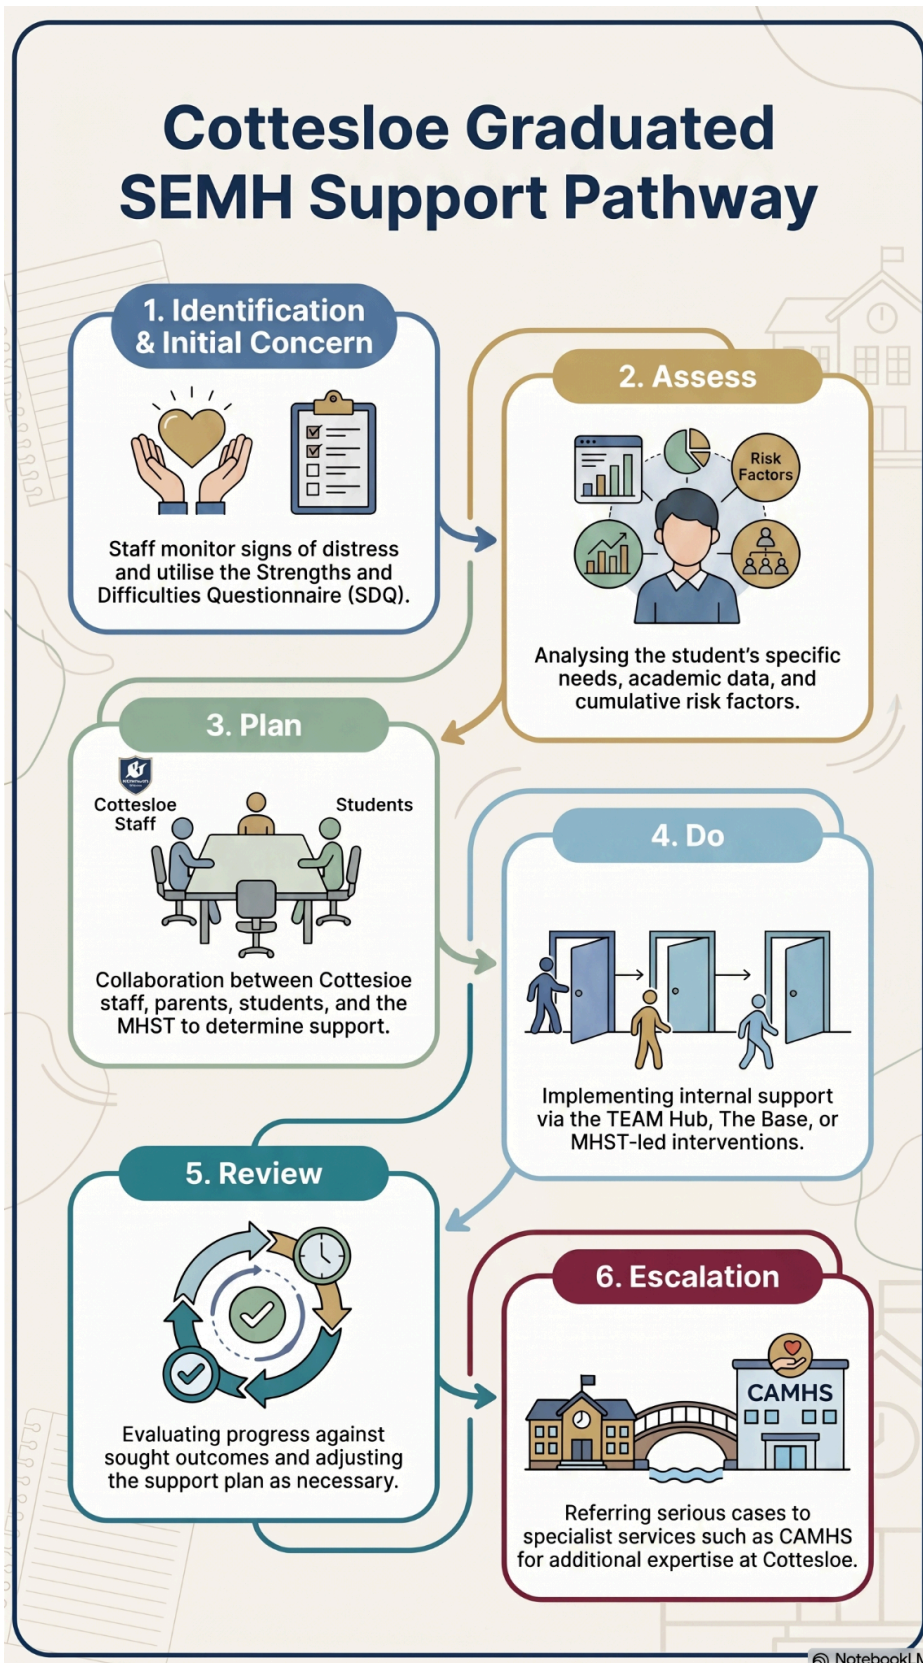 Cottesloe Graduated
SEMH Support Pathway
1. Identification
& Initial Concern
Staff monitor signs of distress
and utilise the Strengths and
Difficulties Questionnaire (SDQ).
2. Assess
Risk
Factors
Analysing the student's specific
needs, academic data, and
cumulative risk factors.
3. Plan
Cottesloe
Staff
Students
Collaboration between Cottesioe
staff, parents, students, and the
MHST to determine support.
4. Do
Implementing internal support
via the TEAM Hub, The Base, or
MHST-led interventions.
5. Review
Evaluating progress against
sought outcomes and adjusting
the support plan as necessary.
6. Escalation
CAMHS
Referring serious cases to
specialist services such as CAMHS
for additional expertise at Cottesloe.